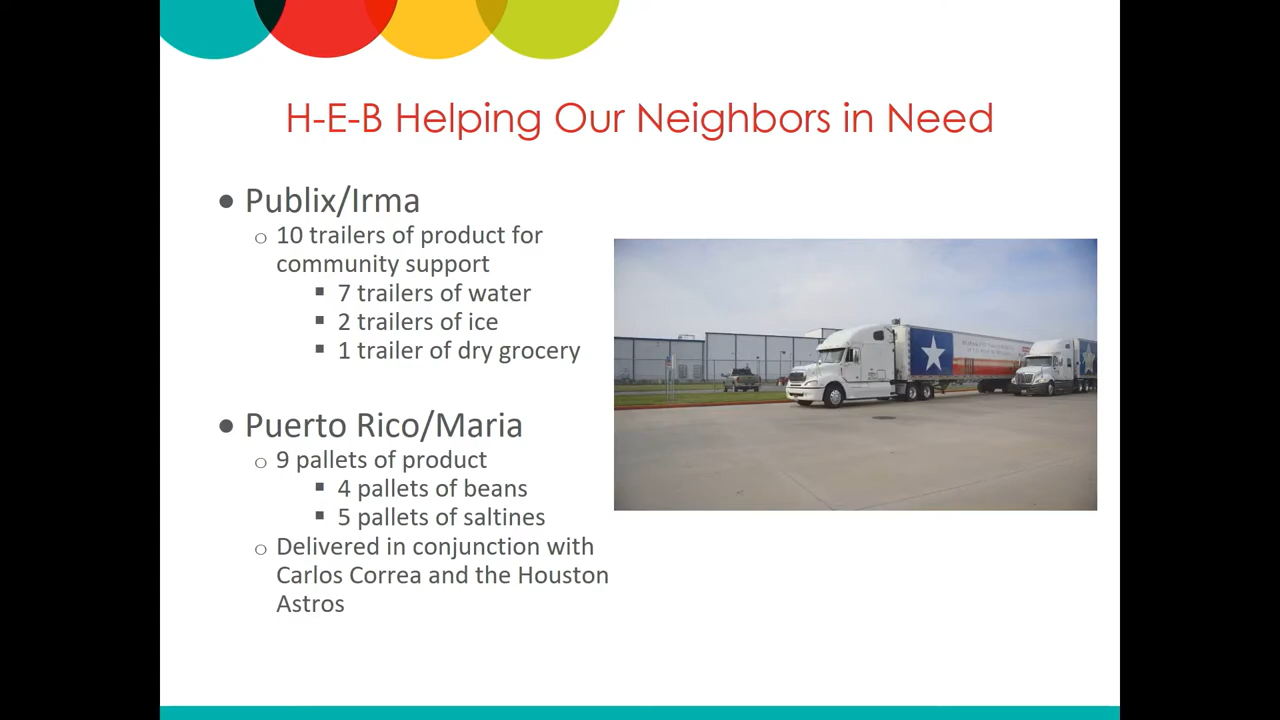 H-E-B Helping Our Neighbors in Need
• Publix/Irma
o 10 trailers of product for
community support
▪ 7 trailers of water
▪ 2 trailers of ice
▪ 1 trailer of dry grocery
• Puerto Rico/Maria
o 9 pallets of product
▪ 4 pallets of beans
▪ 5 pallets of saltines
o Delivered in conjunction with
Carlos Correa and the Houston
Astros